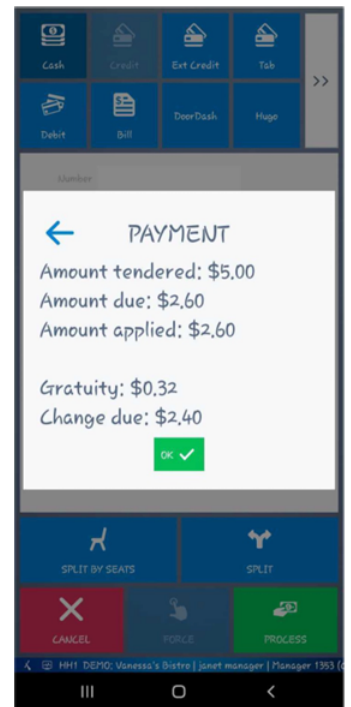 Cash Credit Ext Credit Tab
>>
Debit Bill DoorDash Hugo
Number
PAYMENT
Amount tendered: $5.00
Amount due: $2.60
Amount applied: $2.60
Gratuity: $0.32
Change due: $2.40
OK
SPLIT BY SEATS SPLIT
CANCEL FORCE PROCESS
HH1 DEMO: Vanessa's Bistro | janet manager | Manager 1353 (